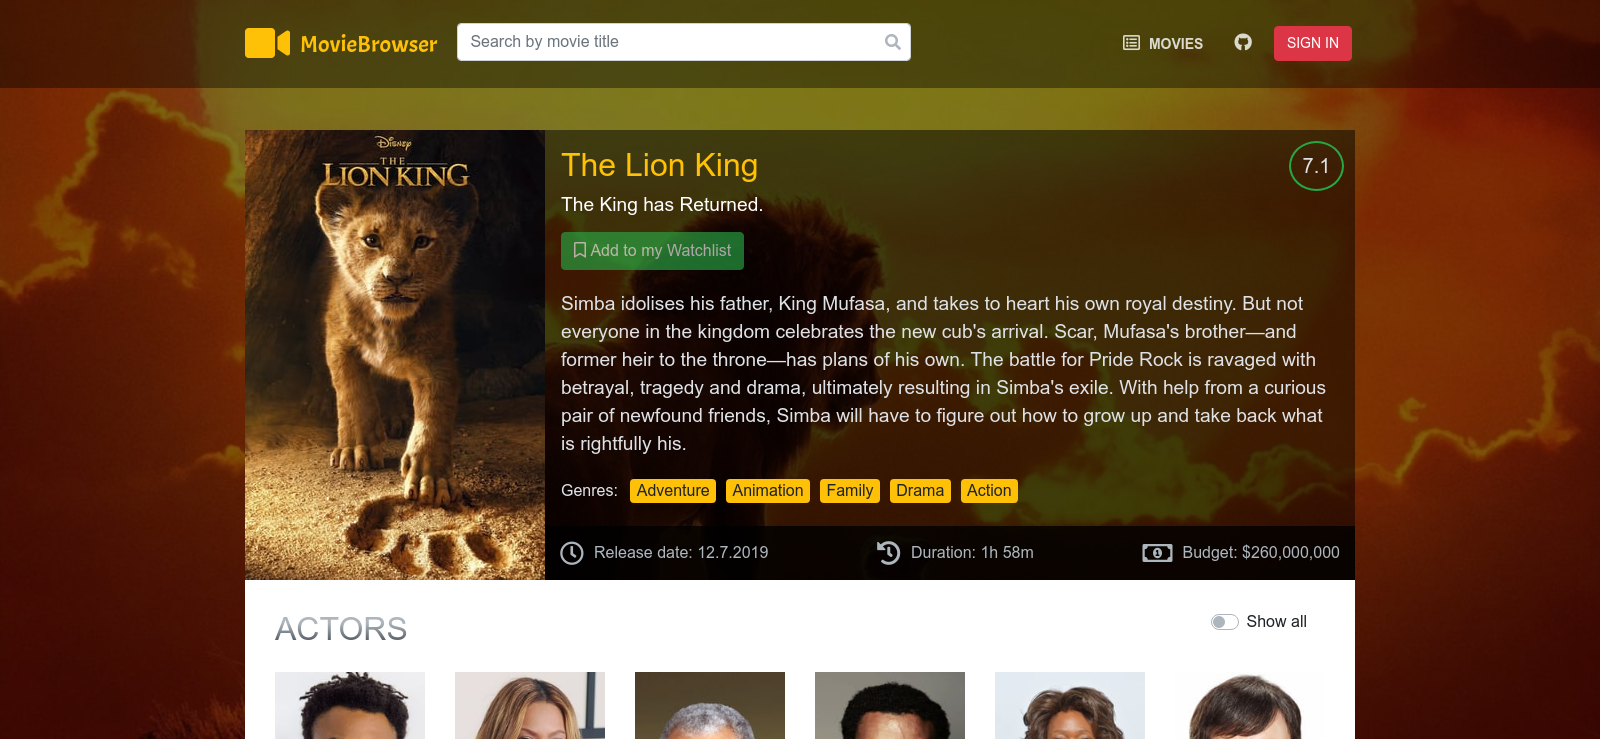 MovieBrowser
Search by movie title
MOVIES
SIGN IN
Disney
THE
LION KING
The Lion King
7.1
The King has Returned.
Add to my Watchlist
Simba idolises his father, King Mufasa, and takes to heart his own royal destiny. But not
everyone in the kingdom celebrates the new cub's arrival. Scar, Mufasa's brother—and
former heir to the throne—has plans of his own. The battle for Pride Rock is ravaged with
betrayal, tragedy and drama, ultimately resulting in Simba's exile. With help from a curious
pair of newfound friends, Simba will have to figure out how to grow up and take back what
is rightfully his.
Genres: Adventure Animation Family Drama Action
Release date: 12.7.2019 Duration: 1h 58m Budget: $260,000,000
ACTORS
Show all